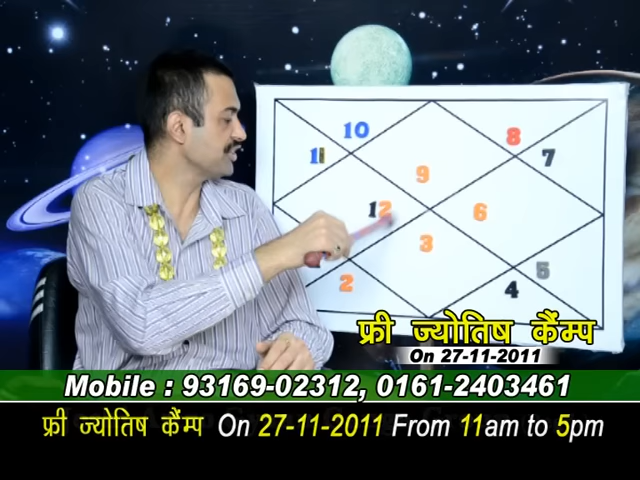 10 8
11 7
9
12 6
3
2 5
4
फ्री ज्योतिष कैंम्प
On 27-11-2011
Mobile : 93169-02312, 0161-2403461
फ्री ज्योतिष कैंम्प On 27-11-2011 From 11am to 5pm